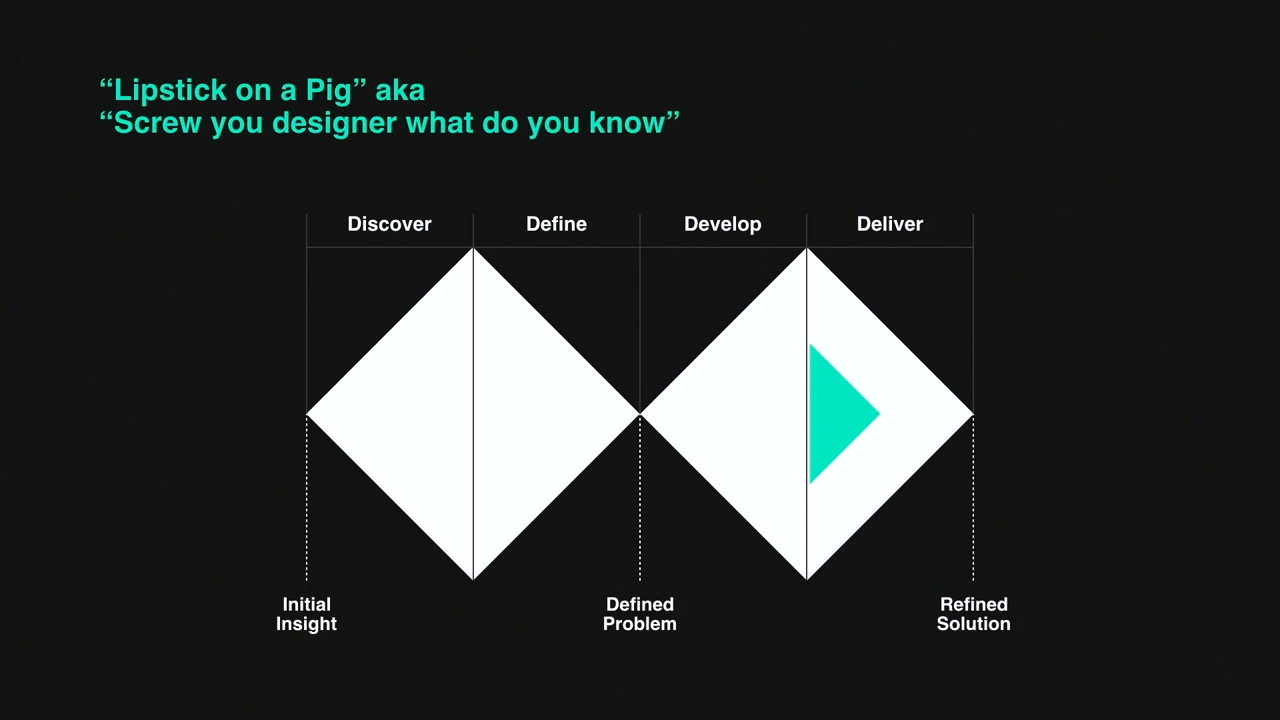 “Lipstick on a Pig” aka
“Screw you designer what do you know”
Discover
Define
Develop
Deliver
Initial
Insight
Defined
Problem
Refined
Solution